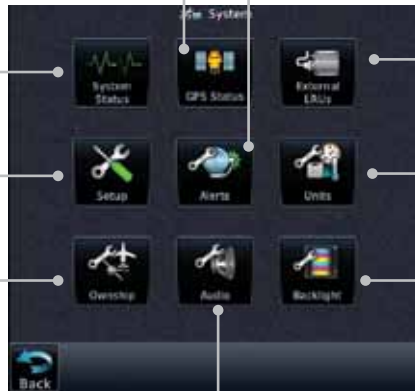 System
System
Status
GPS Status
External
LRUs
Setup
Alerts
Units
Ownship
Audio
Backlight
Back